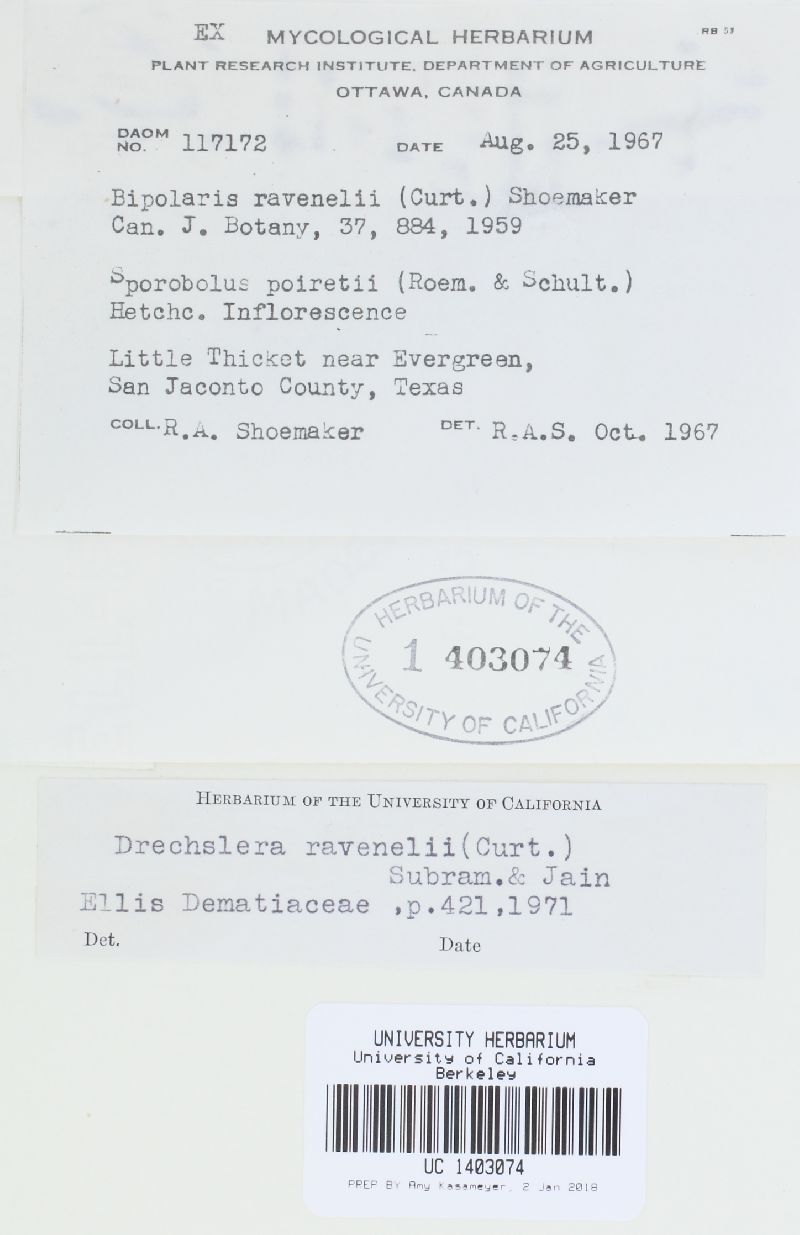 EX MYCOLOGICAL HERBARIUM RB 51
PLANT RESEARCH INSTITUTE, DEPARTMENT OF AGRICULTURE
OTTAWA, CANADA
DAOM NO. 117172 DATE Aug. 25, 1967
Bipolaris ravenelii (Curt.) Shoemaker
Can. J. Botany, 37, 884, 1959
Sporobolus poiretii (Roem. & Schult.)
Hetchc. Inflorescence
Little Thicket near Evergreen,
San Jaconto County, Texas
COLL. R.A. Shoemaker DET. R.A.S. Oct. 1967
HERBARIUM OF THE
1 403074
UNIVERSITY OF CALIFORNIA
HERBARIUM OF THE UNIVERSITY OF CALIFORNIA
Drechslera ravenelii(Curt.)
Subram.& Jain
Ellis Dematiaceae ,p.421,1971
Det. Date
UNIVERSITY HERBARIUM
University of California
Berkeley
UC 1403074
PREP BY Amy Kasameyer, 2 Jan 2018